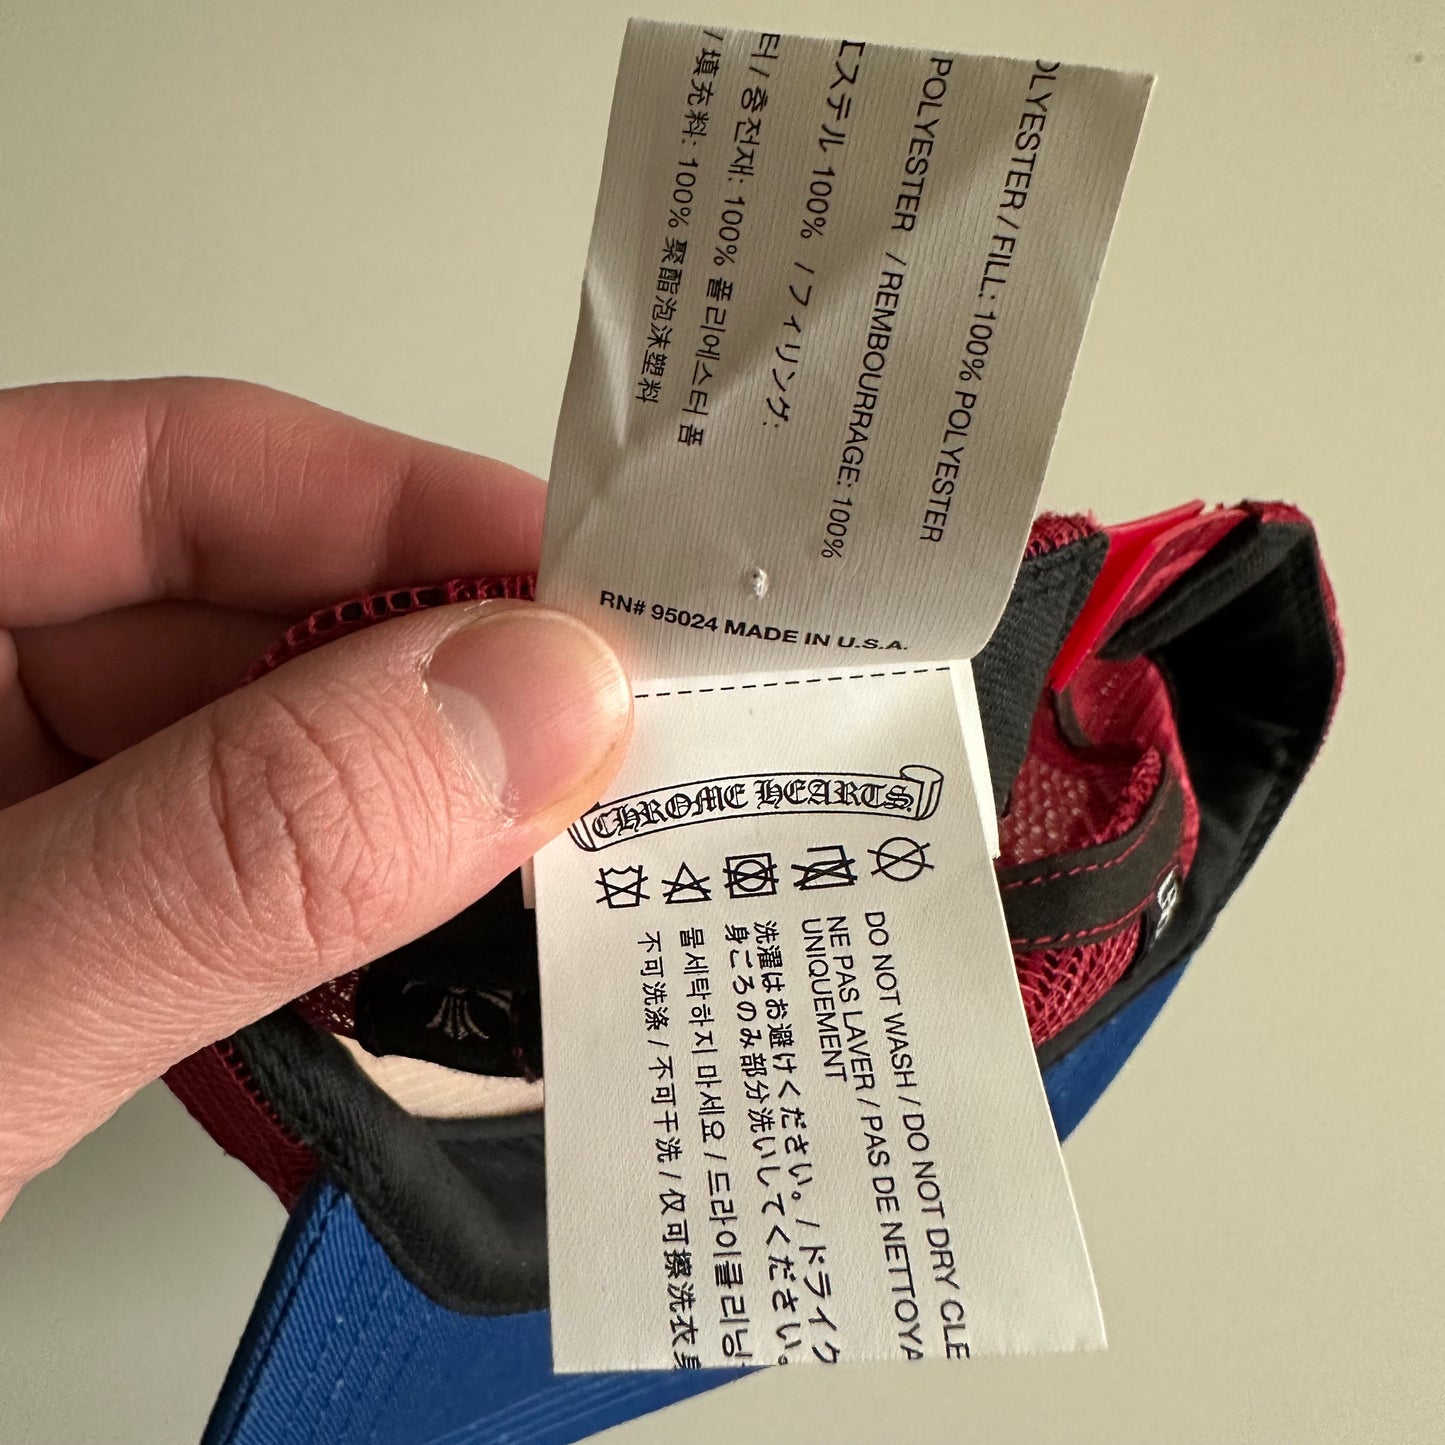 POLYESTER / FILL: 100% POLYESTER
POLYESTER / REMBOURRAGE: 100%
エステル 100% / フィリング:
터 / 충전재: 100% 폴리에스터 폼
/ 填充料: 100% 聚酯泡沫塑料
RN# 95024 MADE IN U.S.A.
CHROME HEARTS
DO NOT WASH / DO NOT DRY CLE
NE PAS LAVER / PAS DE NETTOYA
UNIQUEMENT
洗濯はお避けください。/ ドライク
身ごろのみ部分洗いしてください。
물세탁하지 마세요 / 드라이클리닝
不可洗涤 / 不可干洗 / 仅可擦洗衣身